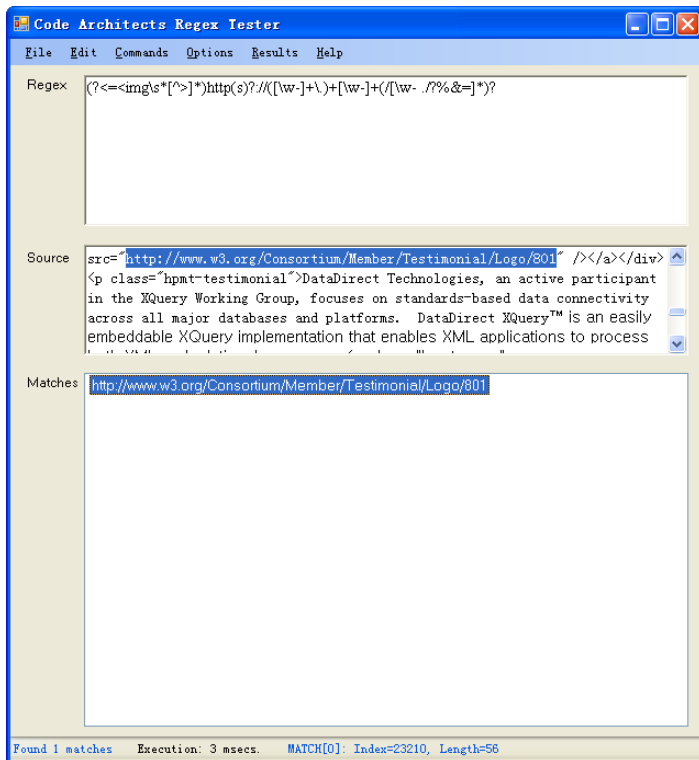 Code Architects Regex Tester
File Edit Commands Options Results Help
Regex
(?<=<img\s*[^>]*)http(s)?://([\w-]+\.)+[\w-]+(/[\w- ./?%&=]*)?
Source
src="http://www.w3.org/Consortium/Member/Testimonial/Logo/801" /></a></div>
<p class="hpmt-testimonial">DataDirect Technologies, an active participant
in the XQuery Working Group, focuses on standards-based data connectivity
across all major databases and platforms.  DataDirect XQuery™ is an easily
embeddable XQuery implementation that enables XML applications to process
Matches
http://www.w3.org/Consortium/Member/Testimonial/Logo/801
Found 1 matches Execution: 3 msecs. MATCH[0]: Index=23210, Length=56